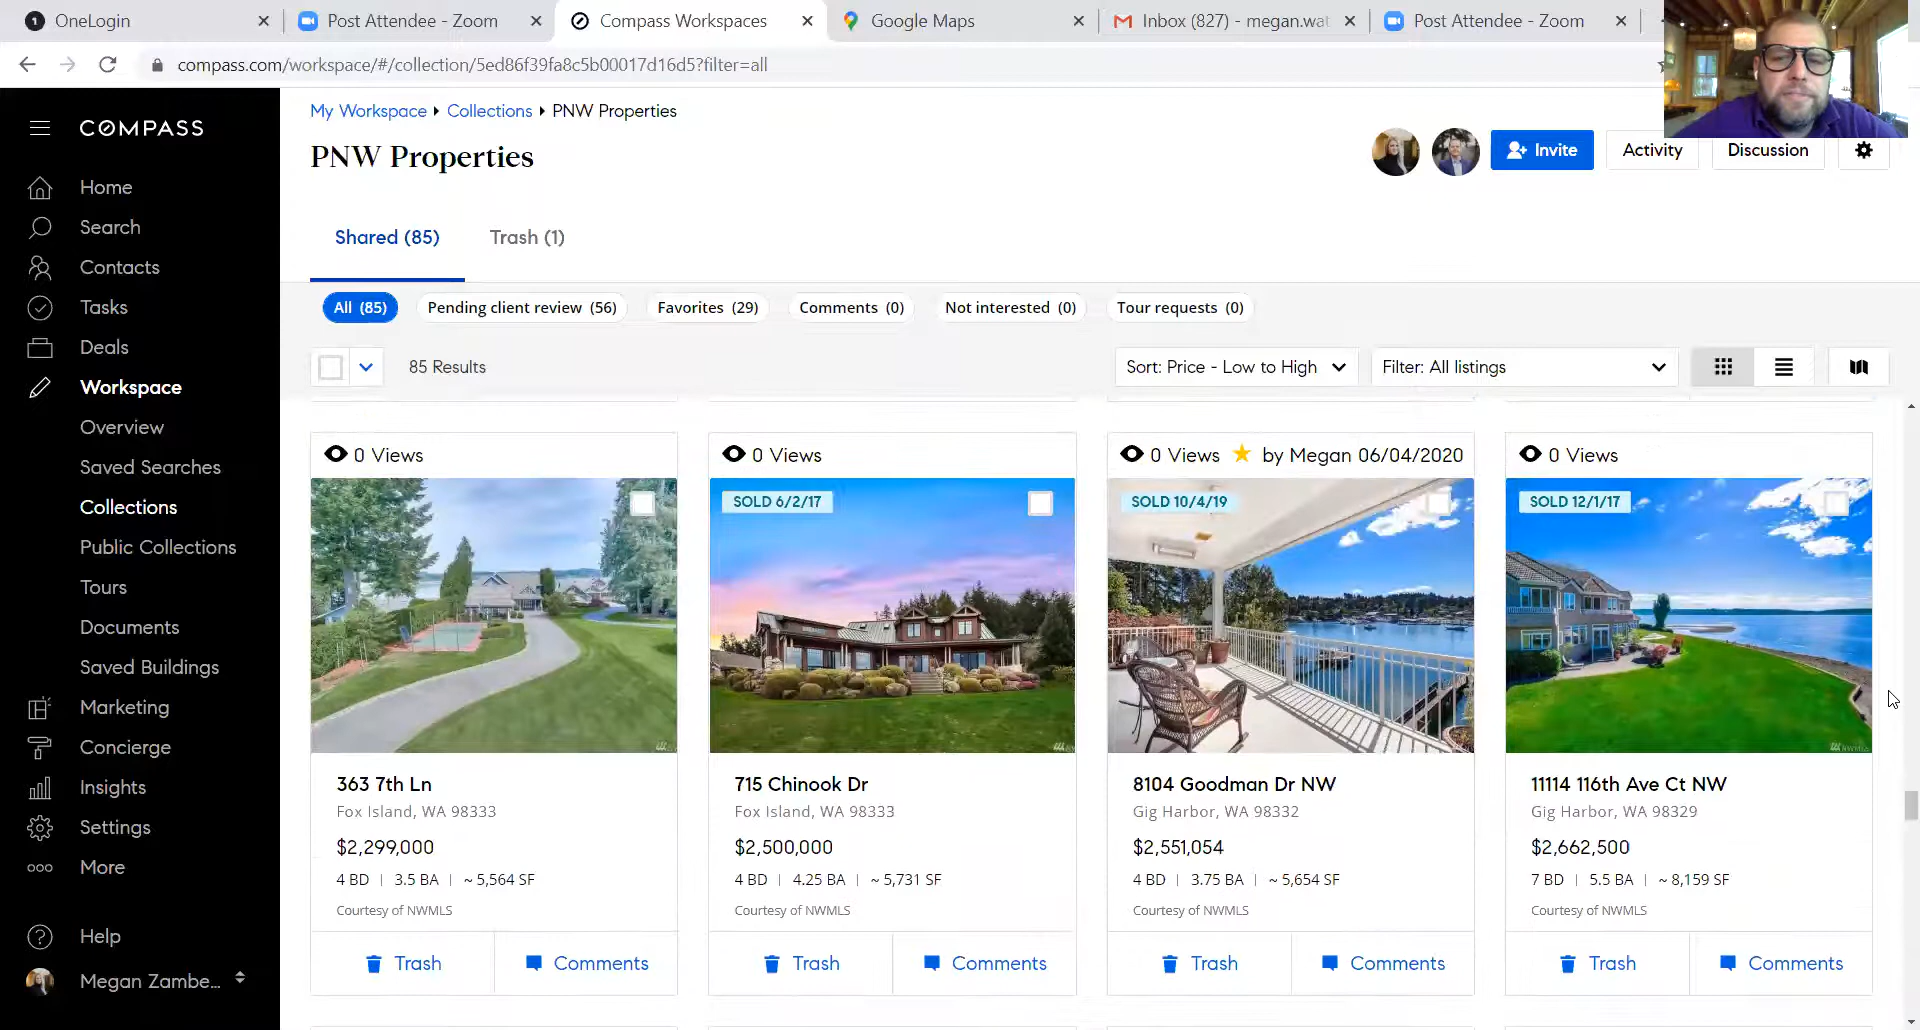 OneLogin
Post Attendee - Zoom
Compass Workspaces
Google Maps
Inbox (827) - megan.wat
Post Attendee - Zoom
compass.com/workspace/#/collection/5ed86f39fa8c5b00017d16d5?filter=all
COMPASS
Home
Search
Contacts
Tasks
Deals
Workspace
Overview
Saved Searches
Collections
Public Collections
Tours
Documents
Saved Buildings
Marketing
Concierge
Insights
Settings
More
Help
Megan Zambe...
My Workspace Collections PNW Properties
PNW Properties
Invite
Activity
Discussion
Shared (85)
Trash (1)
All (85)
Pending client review (56)
Favorites (29)
Comments (0)
Not interested (0)
Tour requests (0)
85 Results
Sort: Price - Low to High
Filter: All listings
0 Views
363 7th Ln
Fox Island, WA 98333
$2,299,000
4 BD | 3.5 BA | ~ 5,564 SF
Courtesy of NWMLS
Trash
Comments
0 Views
SOLD 6/2/17
715 Chinook Dr
Fox Island, WA 98333
$2,500,000
4 BD | 4.25 BA | ~ 5,731 SF
Courtesy of NWMLS
Trash
Comments
0 Views by Megan 06/04/2020
SOLD 10/4/19
8104 Goodman Dr NW
Gig Harbor, WA 98332
$2,551,054
4 BD | 3.75 BA | ~ 5,654 SF
Courtesy of NWMLS
Trash
Comments
0 Views
SOLD 12/1/17
11114 116th Ave Ct NW
Gig Harbor, WA 98329
$2,662,500
7 BD | 5.5 BA | ~ 8,159 SF
Courtesy of NWMLS
Trash
Comments